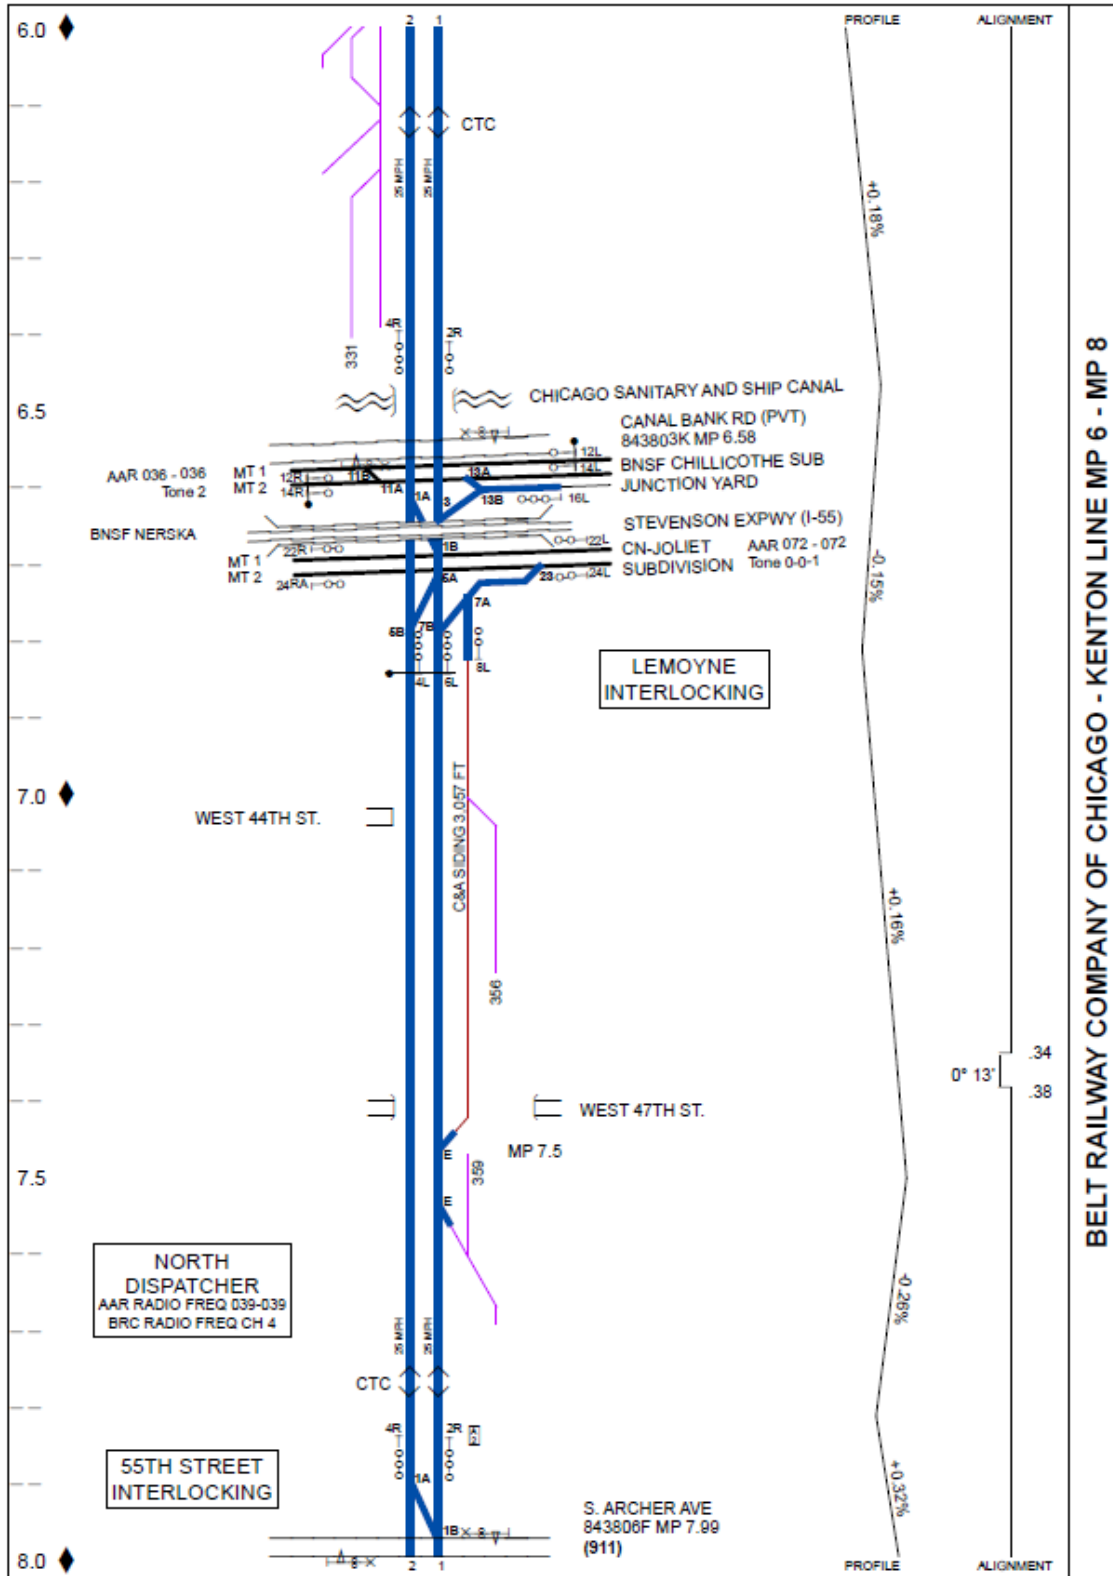 6.0
2 1
PROFILE
ALIGNMENT
CTC
25 MPH
25 MPH
+0.18%
4R
2R
331
6.5
CHICAGO SANITARY AND SHIP CANAL
CANAL BANK RD (PVT)
843803K MP 6.58
12L
14L
BNSF CHILLICOTHE SUB
JUNCTION YARD
AAR 036 - 036
Tone 2
MT 1
MT 2
12R
14R
11B
11A
13A
13B
1A
3
16L
BNSF NERSKA
STEVENSON EXPWY (I-55)
22R
22L
1B
CN-JOLIET
SUBDIVISION
AAR 072 - 072
Tone 0-0-1
MT 1
MT 2
24RA
24L
23
5A
7A
5B
7B
-0.15%
4L
6L
8L
LEMOYNE
INTERLOCKING
7.0
C&A SIDING 3,057 FT
WEST 44TH ST.
+0.16%
356
.34
0° 13'
.38
WEST 47TH ST.
E
MP 7.5
359
7.5
E
NORTH
DISPATCHER
AAR RADIO FREQ 039-039
BRC RADIO FREQ CH 4
-0.26%
25 MPH
25 MPH
CTC
4R
2R
1A
55TH STREET
INTERLOCKING
+0.32%
1B
S. ARCHER AVE
843806F MP 7.99
(911)
8.0
2 1
PROFILE
ALIGNMENT
BELT RAILWAY COMPANY OF CHICAGO - KENTON LINE MP 6 - MP 8